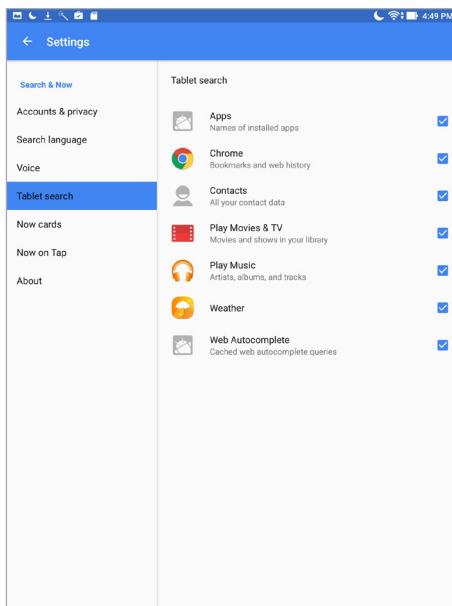 4:49 PM
Settings
Search & Now
Accounts & privacy
Search language
Voice
Tablet search
Now cards
Now on Tap
About
Tablet search
Apps
Names of installed apps
Chrome
Bookmarks and web history
Contacts
All your contact data
Play Movies & TV
Movies and shows in your library
Play Music
Artists, albums, and tracks
Weather
Web Autocomplete
Cached web autocomplete queries